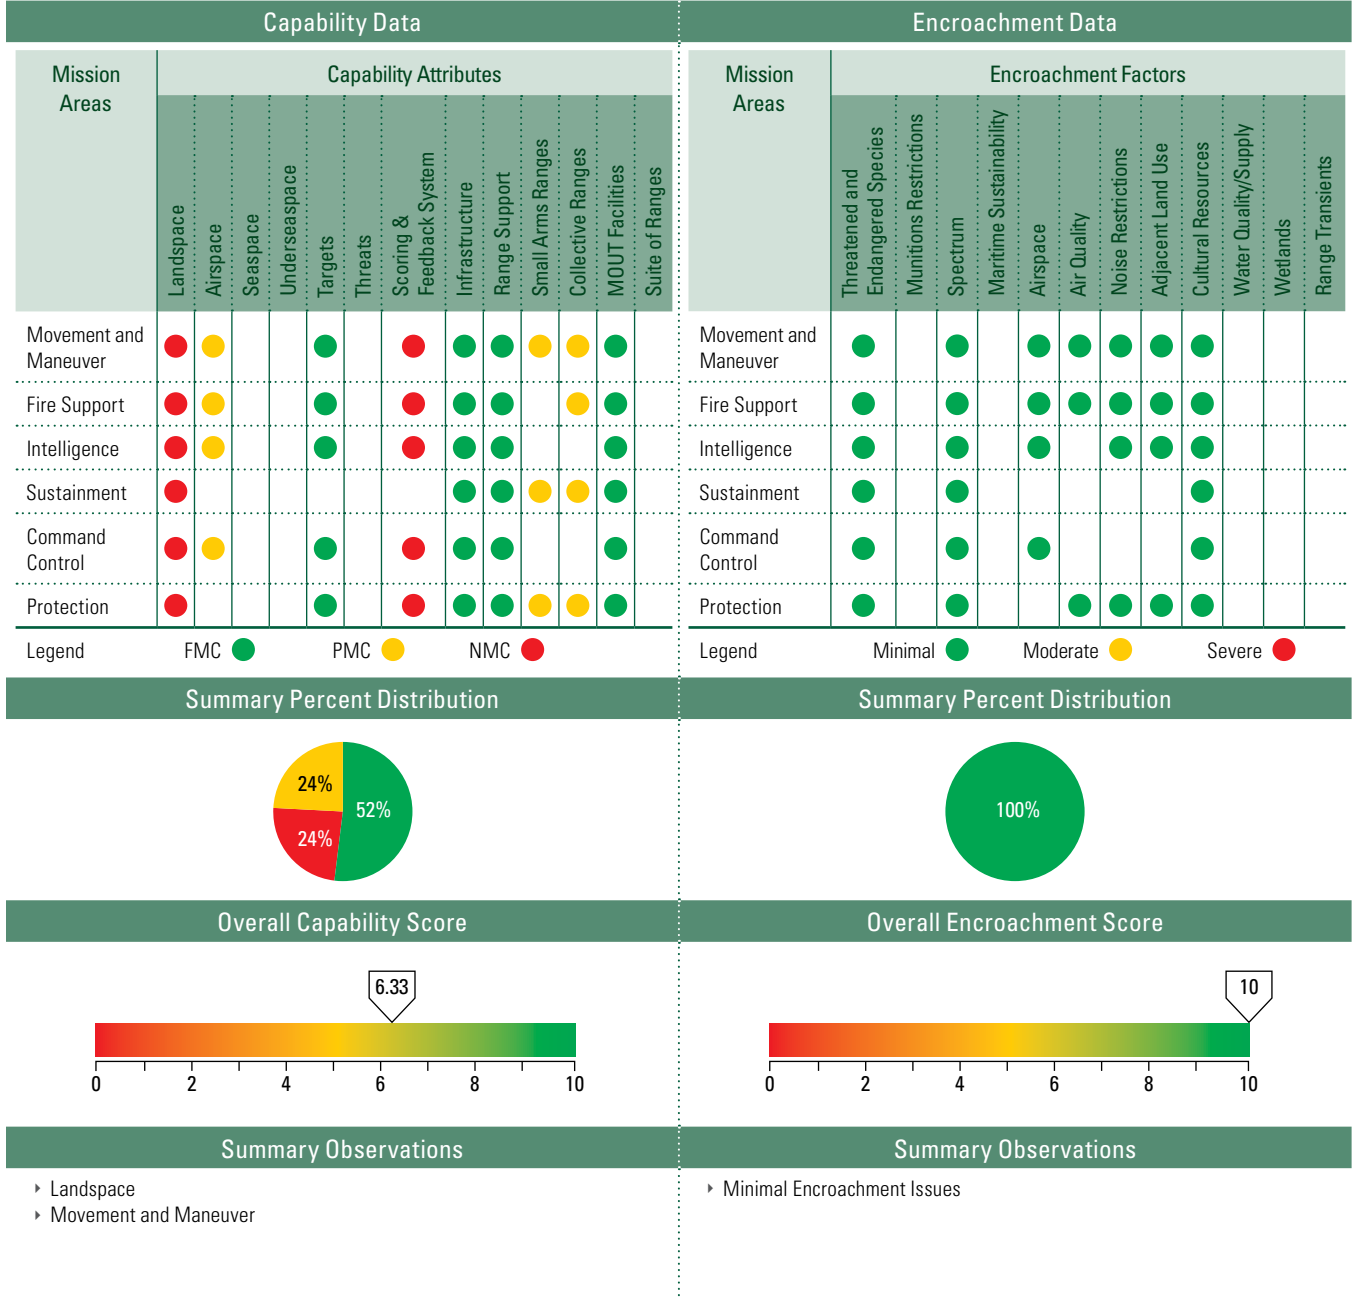 Capability Data
Mission
Areas
Capability Attributes
Landspace
Airspace
Seaspace
Underseaspace
Targets
Threats
Scoring &
Feedback System
Infrastructure
Range Support
Small Arms Ranges
Collective Ranges
MOUT Facilities
Suite of Ranges
Movement and
Maneuver
Fire Support
Intelligence
Sustainment
Command
Control
Protection
Legend FMC PMC NMC
Summary Percent Distribution
24%
52%
24%
Overall Capability Score
6.33
0 2 4 6 8 10
Summary Observations
‣ Landspace
‣ Movement and Maneuver
Encroachment Data
Mission
Areas
Encroachment Factors
Threatened and
Endangered Species
Munitions Restrictions
Spectrum
Maritime Sustainability
Airspace
Air Quality
Noise Restrictions
Adjacent Land Use
Cultural Resources
Water Quality/Supply
Wetlands
Range Transients
Movement and
Maneuver
Fire Support
Intelligence
Sustainment
Command
Control
Protection
Legend Minimal Moderate Severe
Summary Percent Distribution
100%
Overall Encroachment Score
10
0 2 4 6 8 10
Summary Observations
‣ Minimal Encroachment Issues